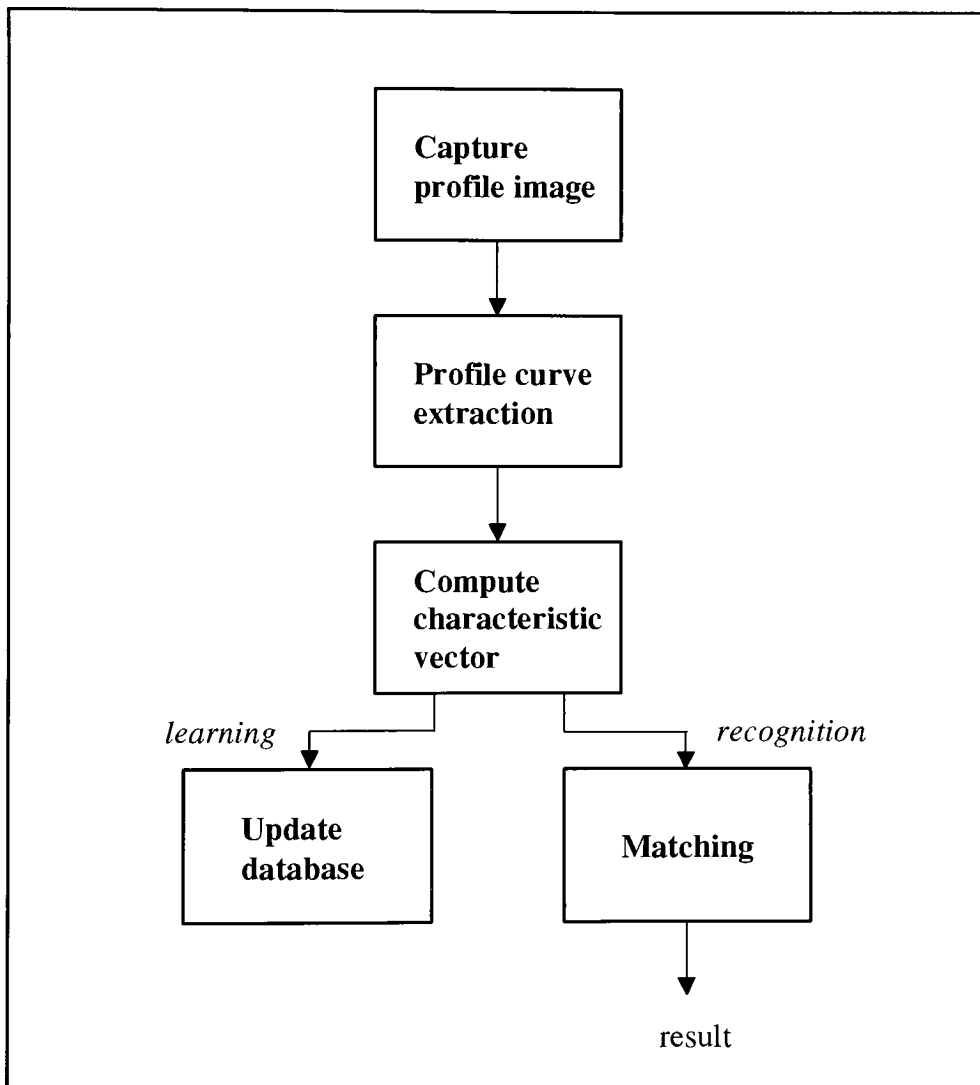 Capture
profile image
Profile curve
extraction
Compute
characteristic
vector
learning
recognition
Update
database
Matching
result